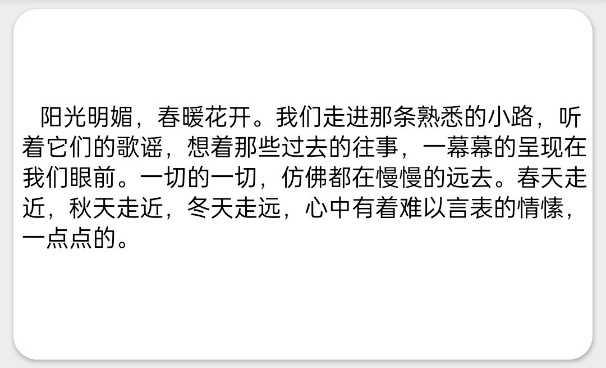 阳光明媚，春暖花开。我们走进那条熟悉的小路，听
着它们的歌谣，想着那些过去的往事，一幕幕的呈现在
我们眼前。一切的一切，仿佛都在慢慢的远去。春天走
近，秋天走近，冬天走远，心中有着难以言表的情愫，
一点点的。